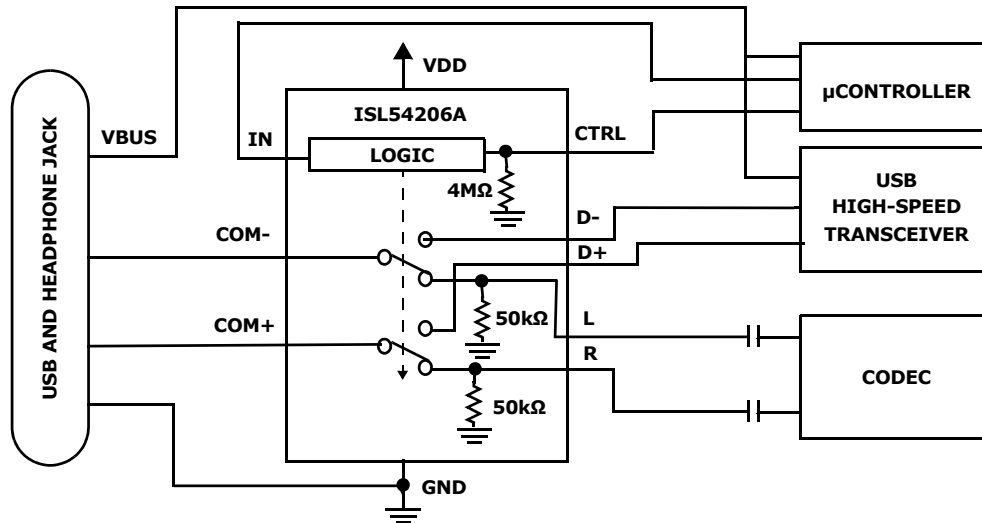 VDD
µCONTROLLER
ISL54206A
VBUS
IN
LOGIC
CTRL
4MΩ
USB
HIGH-SPEED
TRANSCEIVER
D-
D+
COM-
USB AND HEADPHONE JACK
50kΩ
L
COM+
R
CODEC
50kΩ
GND